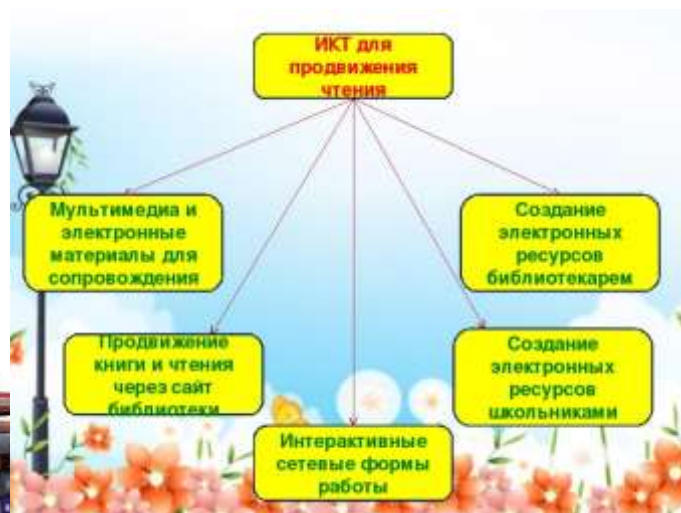 ИКТ для
продвижения
чтения
Мультимедиа и
электронные
материалы для
сопровождения
Создание
электронных
ресурсов
библиотекарем
Продвижение
книги и чтения
через сайт
библиотеки
Создание
электронных
ресурсов
школьниками
Интерактивные
сетевые формы
работы